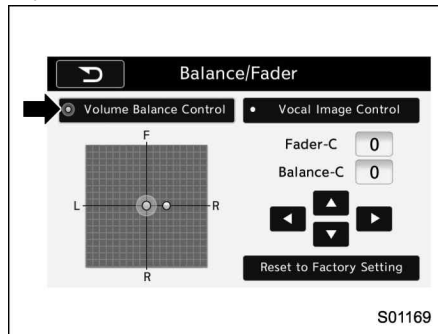 Balance/Fader
Volume Balance Control
Vocal Image Control
F
Fader-C 0
Balance-C 0
L R
R
Reset to Factory Setting
S01169